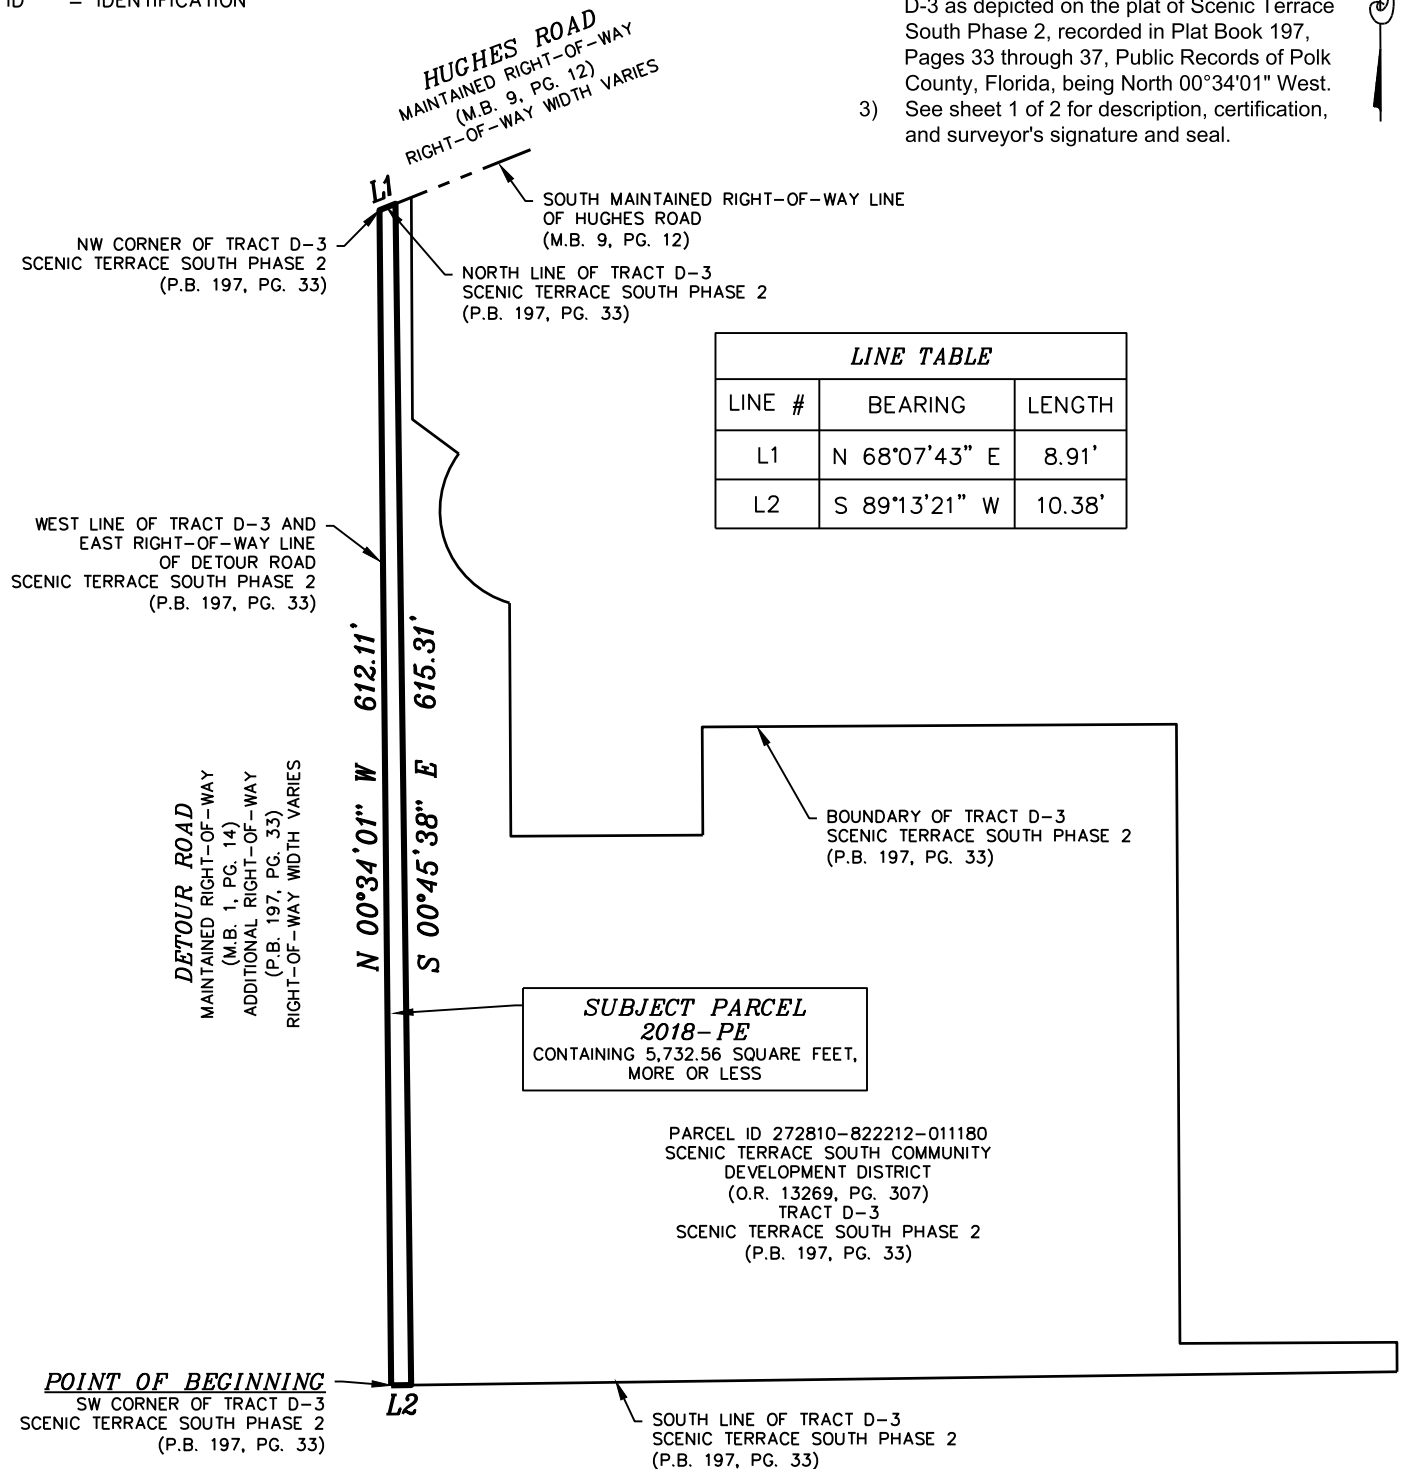 ID = IDENTIFICATION
D-3 as depicted on the plat of Scenic Terrace
South Phase 2, recorded in Plat Book 197,
Pages 33 through 37, Public Records of Polk
County, Florida, being North 00°34'01" West.
3) See sheet 1 of 2 for description, certification,
and surveyor's signature and seal.
HUGHES ROAD
MAINTAINED RIGHT-OF-WAY
(M.B. 9, PG. 12)
RIGHT-OF-WAY WIDTH VARIES
L1
SOUTH MAINTAINED RIGHT-OF-WAY LINE
OF HUGHES ROAD
(M.B. 9, PG. 12)
NW CORNER OF TRACT D-3
SCENIC TERRACE SOUTH PHASE 2
(P.B. 197, PG. 33)
NORTH LINE OF TRACT D-3
SCENIC TERRACE SOUTH PHASE 2
(P.B. 197, PG. 33)
LINE TABLE
LINE # BEARING LENGTH
L1 N 68°07'43" E 8.91'
L2 S 89°13'21" W 10.38'
WEST LINE OF TRACT D-3 AND
EAST RIGHT-OF-WAY LINE
OF DETOUR ROAD
SCENIC TERRACE SOUTH PHASE 2
(P.B. 197, PG. 33)
N 00°34'01" W 612.11'
S 00°45'38" E 615.31'
DETOUR ROAD
MAINTAINED RIGHT-OF-WAY
(M.B. 1, PG. 14)
ADDITIONAL RIGHT-OF-WAY
(P.B. 197, PG. 33)
RIGHT-OF-WAY WIDTH VARIES
BOUNDARY OF TRACT D-3
SCENIC TERRACE SOUTH PHASE 2
(P.B. 197, PG. 33)
SUBJECT PARCEL
2018-PE
CONTAINING 5,732.56 SQUARE FEET,
MORE OR LESS
PARCEL ID 272810-822212-011180
SCENIC TERRACE SOUTH COMMUNITY
DEVELOPMENT DISTRICT
(O.R. 13269, PG. 307)
TRACT D-3
SCENIC TERRACE SOUTH PHASE 2
(P.B. 197, PG. 33)
POINT OF BEGINNING
SW CORNER OF TRACT D-3
SCENIC TERRACE SOUTH PHASE 2
(P.B. 197, PG. 33)
L2
SOUTH LINE OF TRACT D-3
SCENIC TERRACE SOUTH PHASE 2
(P.B. 197, PG. 33)